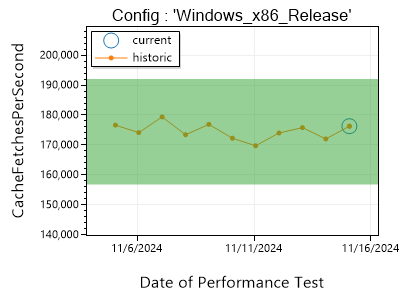 Config : 'Windows_x86_Release'
current
historic
CacheFetchesPerSecond
200,000
190,000
180,000
170,000
160,000
150,000
140,000
11/6/2024
11/11/2024
11/16/2024
Date of Performance Test